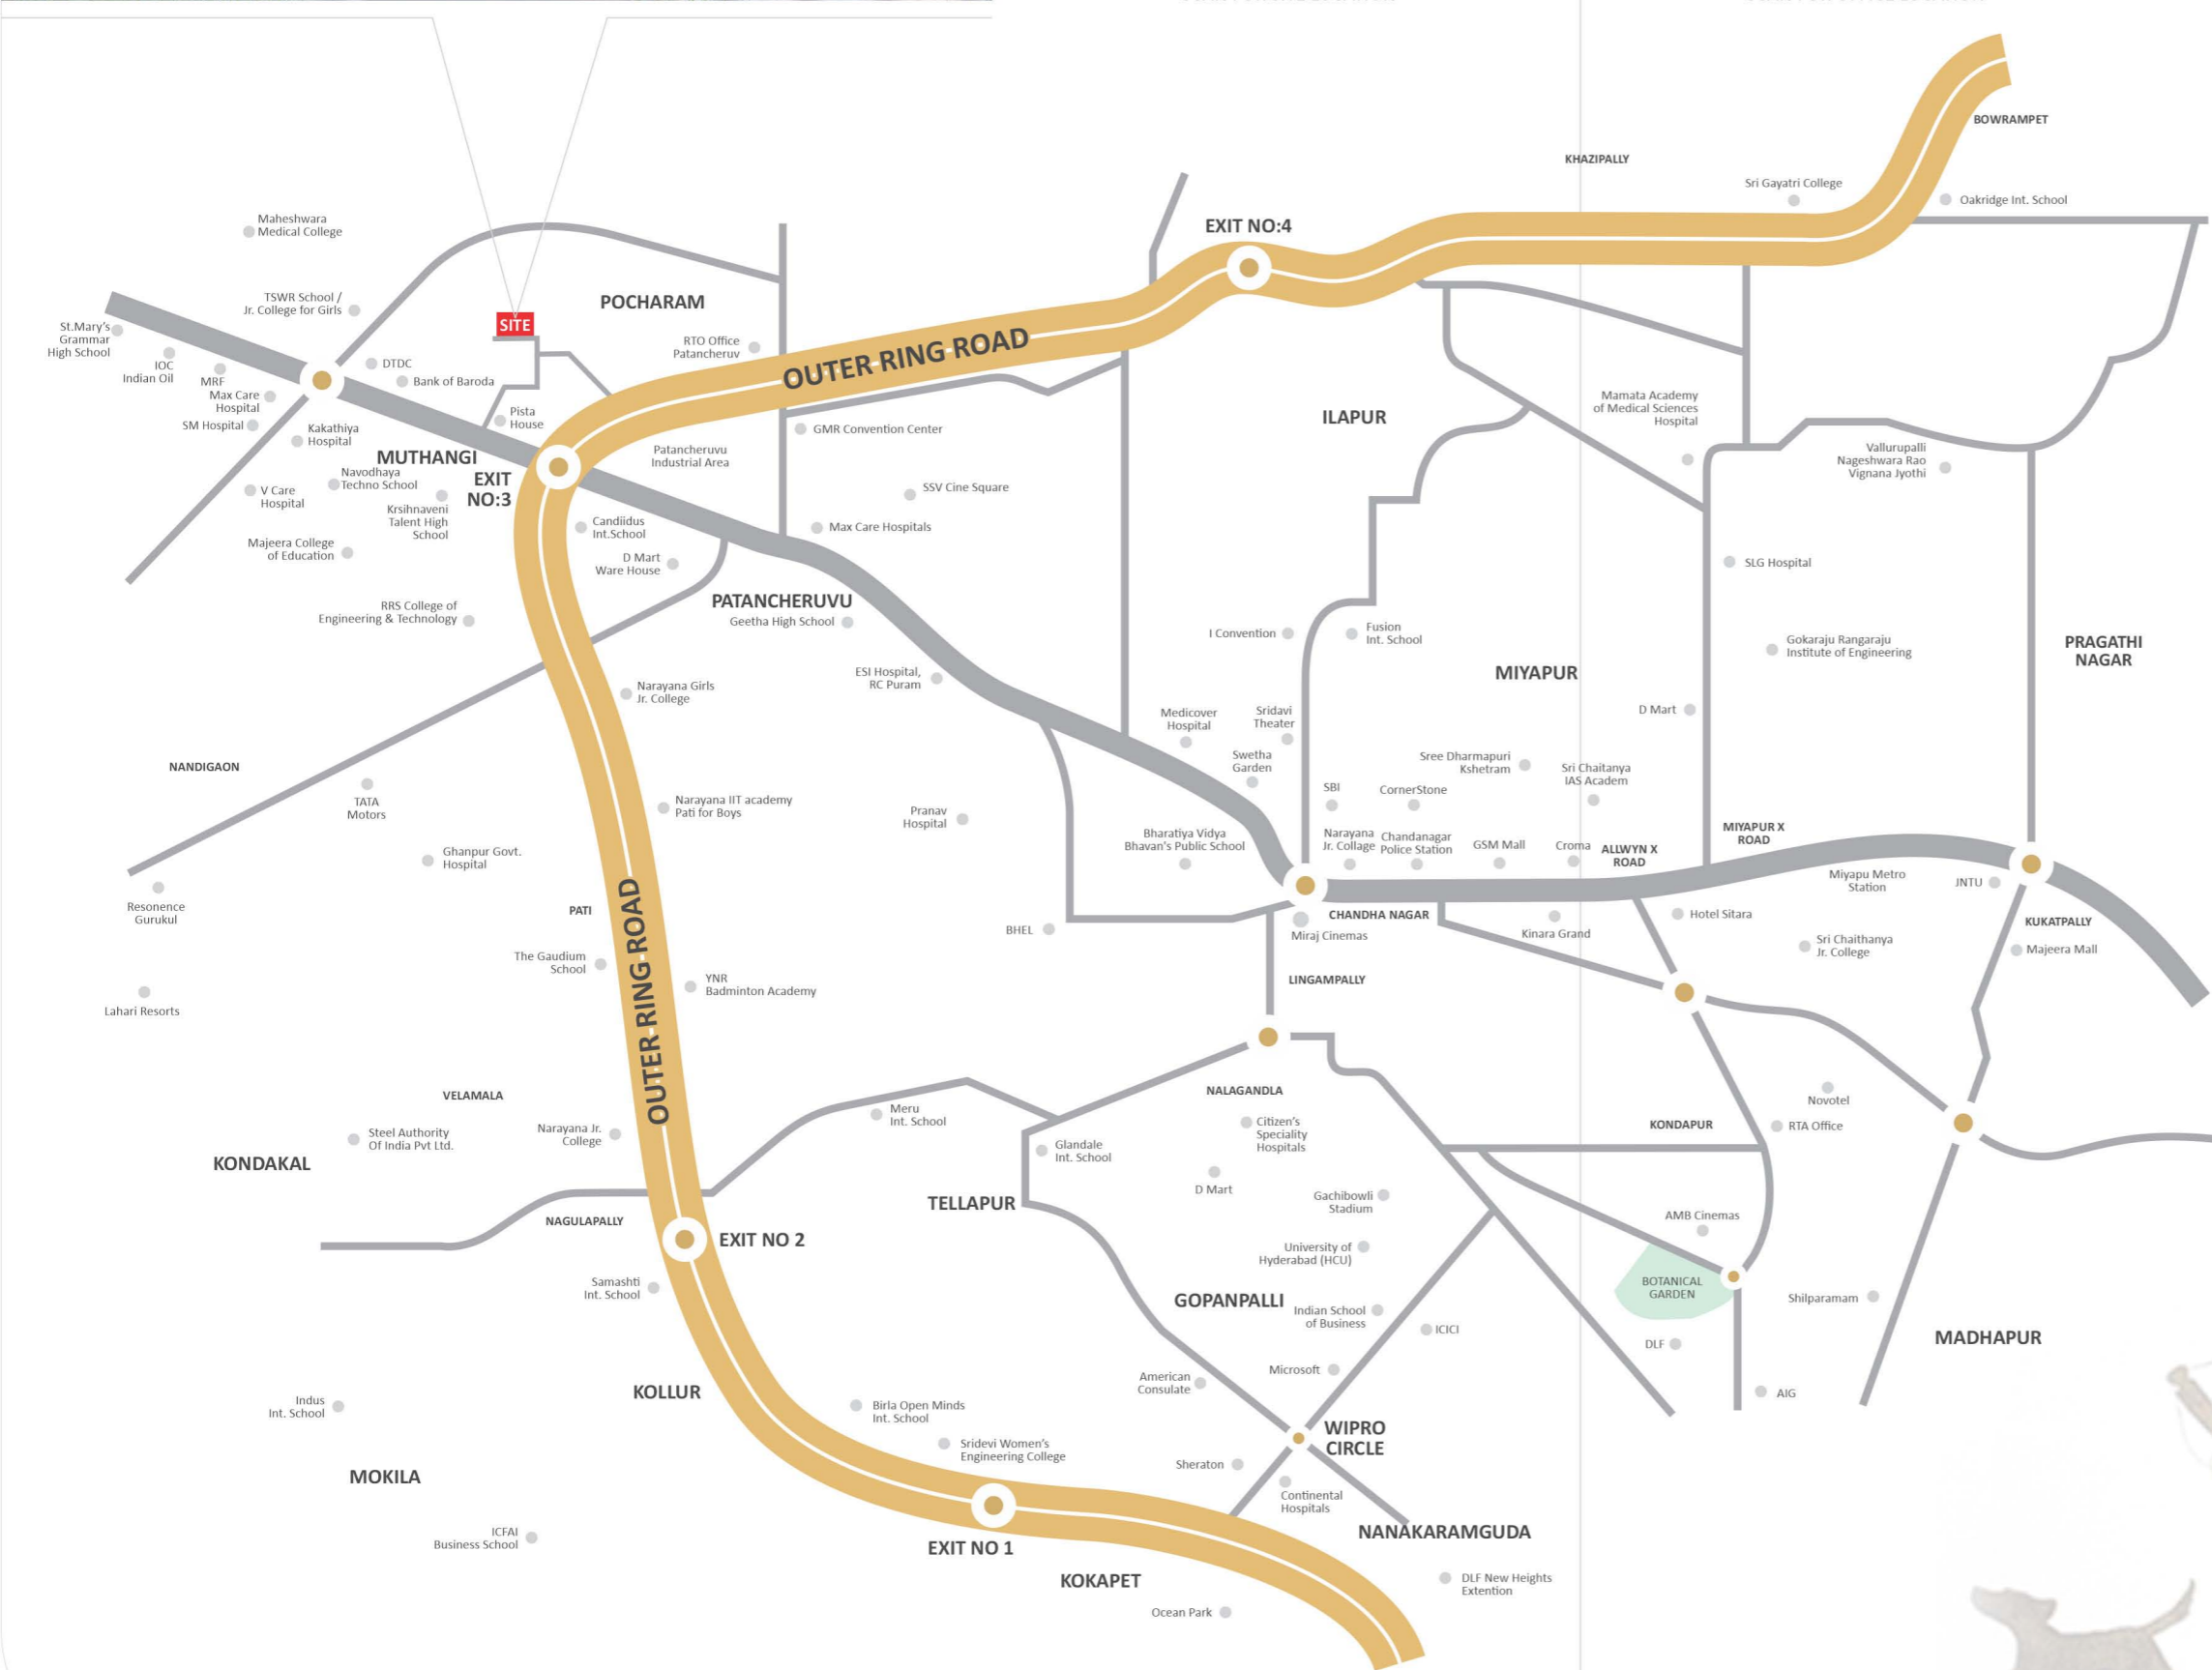 BOWRAMPET
KHAZIPALLY
Sri Gayatri College
Oakridge Int. School
Maheshwara
Medical College
EXIT NO:4
TSWR School /
Jr. College for Girls
POCHARAM
SITE
St.Mary's
Grammar
High School
IOC
Indian Oil
MRF
Max Care
Hospital
SM Hospital
DTDC
Bank of Baroda
RTO Office
Patancheruv
OUTER RING ROAD
Pista
House
Kakathiya
Hospital
MUTHANGI
EXIT
NO:3
Navodhaya
Techno School
V Care
Hospital
Krsihnaveni
Talent High
School
Majeera College
of Education
Patancheruvu
Industrial Area
GMR Convention Center
SSV Cine Square
Max Care Hospitals
Candiidus
Int.School
D Mart
Ware House
ILAPUR
Mamata Academy
of Medical Sciences
Hospital
Vallurupalli
Nageshwara Rao
Vignana Jyothi
SLG Hospital
RRS College of
Engineering & Technology
PATANCHERUVU
Geetha High School
I Convention
Fusion
Int. School
Gokaraju Rangaraju
Institute of Engineering
PRAGATHI
NAGAR
ESI Hospital,
RC Puram
MIYAPUR
Narayana Girls
Jr. College
Medicover
Hospital
Sridavi
Theater
D Mart
NANDIGAON
TATA
Motors
Swetha
Garden
Sree Dharmapuri
Kshetram
Sri Chaitanya
IAS Academ
SBI
CornerStone
Narayana IIT academy
Pati for Boys
Pranav
Hospital
Bharatiya Vidya
Bhavan's Public School
Narayana
Jr. Collage
Chandanagar
Police Station
GSM Mall
Croma
ALLWYN X
ROAD
MIYAPUR X
ROAD
Ghanpur Govt.
Hospital
Miyapu Metro
Station
JNTU
Resonence
Gurukul
PATI
OUTER RING ROAD
BHEL
CHANDHA NAGAR
Miraj Cinemas
Kinara Grand
Hotel Sitara
KUKATPALLY
Sri Chaithanya
Jr. College
Majeera Mall
The Gaudium
School
YNR
Badminton Academy
LINGAMPALLY
Lahari Resorts
VELAMALA
Meru
Int. School
NALAGANDLA
Novotel
Steel Authority
Of India Pvt Ltd.
Narayana Jr.
College
Citizen's
Speciality
Hospitals
KONDAPUR
RTA Office
KONDAKAL
Glandale
Int. School
D Mart
TELLAPUR
Gachibowli
Stadium
NAGULAPALLY
EXIT NO 2
AMB Cinemas
University of
Hyderabad (HCU)
Samashti
Int. School
BOTANICAL
GARDEN
Shilparamam
GOPANPALLI
Indian School
of Business
ICICI
DLF
MADHAPUR
KOLLUR
American
Consulate
Microsoft
AIG
Indus
Int. School
Birla Open Minds
Int. School
Sridevi Women's
Engineering College
WIPRO
CIRCLE
MOKILA
Sheraton
Continental
Hospitals
ICFAI
Business School
EXIT NO 1
NANAKARAMGUDA
KOKAPET
DLF New Heights
Extention
Ocean Park